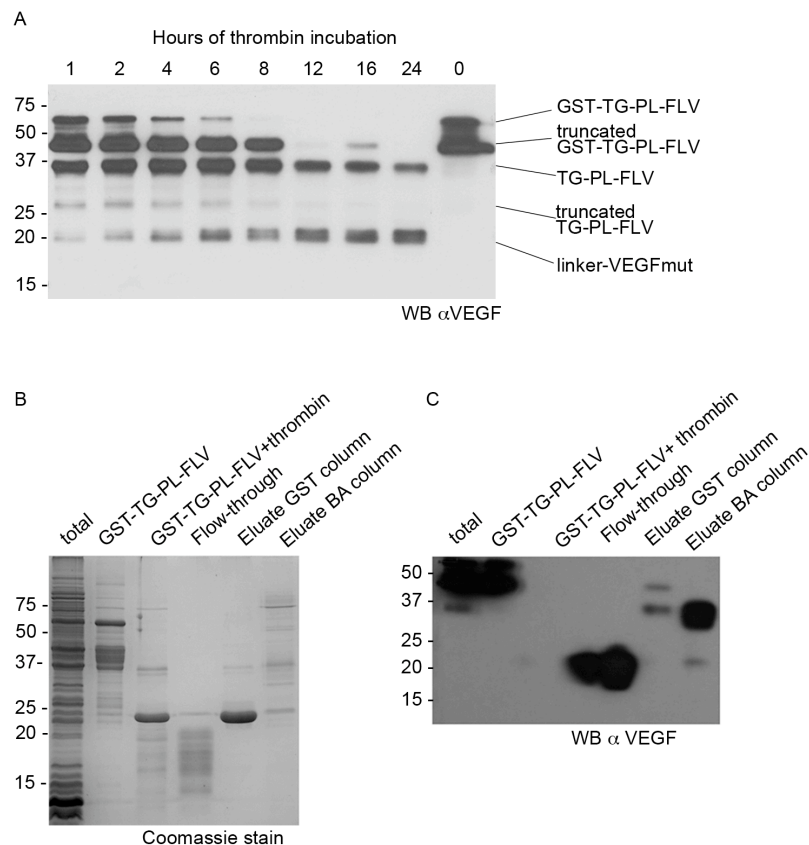 A
Hours of thrombin incubation
1 2 4 6 8 12 16 24 0
75 -
50 -
37 -
25 -
20 -
15 -
GST-TG-PL-FLV
truncated
GST-TG-PL-FLV
TG-PL-FLV
truncated
TG-PL-FLV
linker-VEGFmut
WB αVEGF
B
total
GST-TG-PL-FLV
GST-TG-PL-FLV+thrombin
Flow-through
Eluate GST column
Eluate BA column
75 -
50 -
37-
25 -
20 -
15 -
Coomassie stain
C
total
GST-TG-PL-FLV
GST-TG-PL-FLV+ thrombin
Flow-through
Eluate GST column
Eluate BA column
50 -
37 -
25 -
20 -
15 -
WB α VEGF